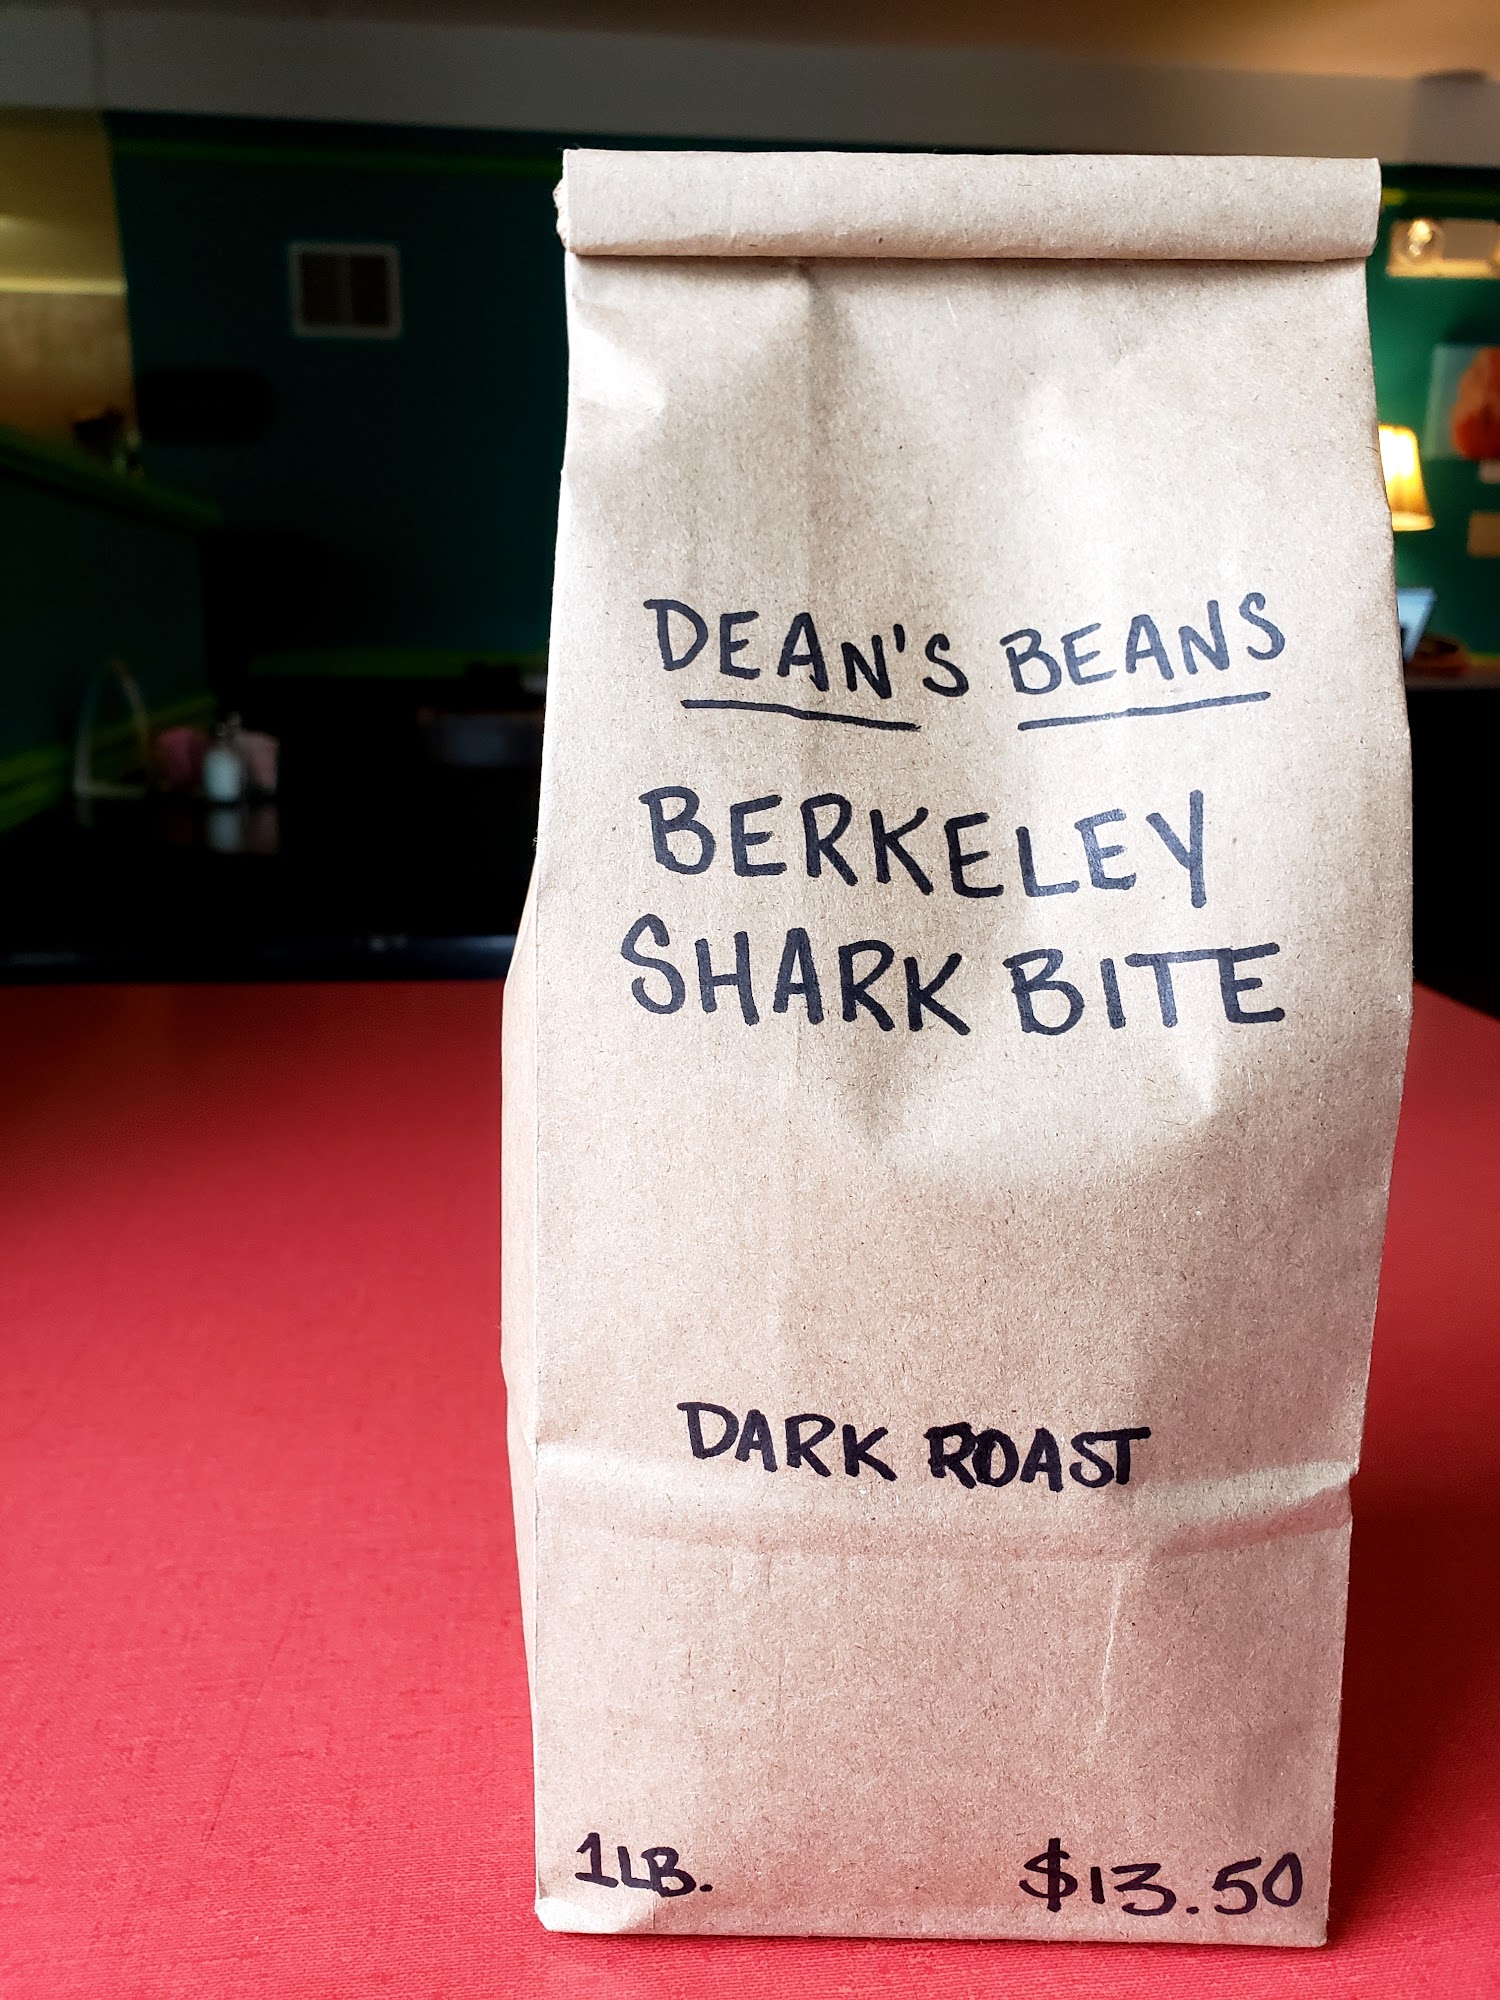 DEAN'S BEANS
BERKELEY
SHARK BITE
DARK ROAST
1LB. $13.50